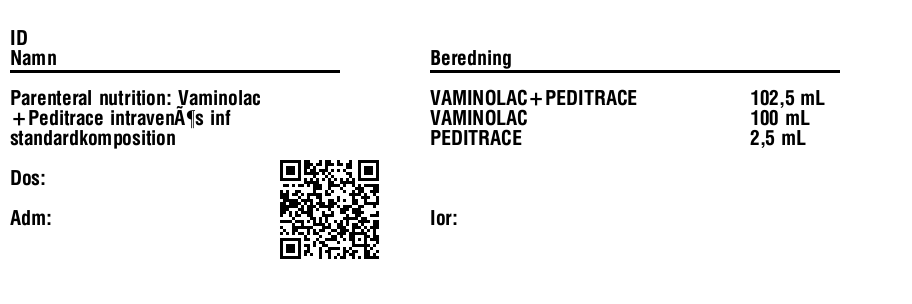 ID
Namn
Parenteral nutrition: Vaminolac
+Peditrace intravenÃ¶s inf
standardkomposition
Dos:
Adm:
Beredning
VAMINOLAC+PEDITRACE 102,5 mL
VAMINOLAC 100 mL
PEDITRACE 2,5 mL
Ior: